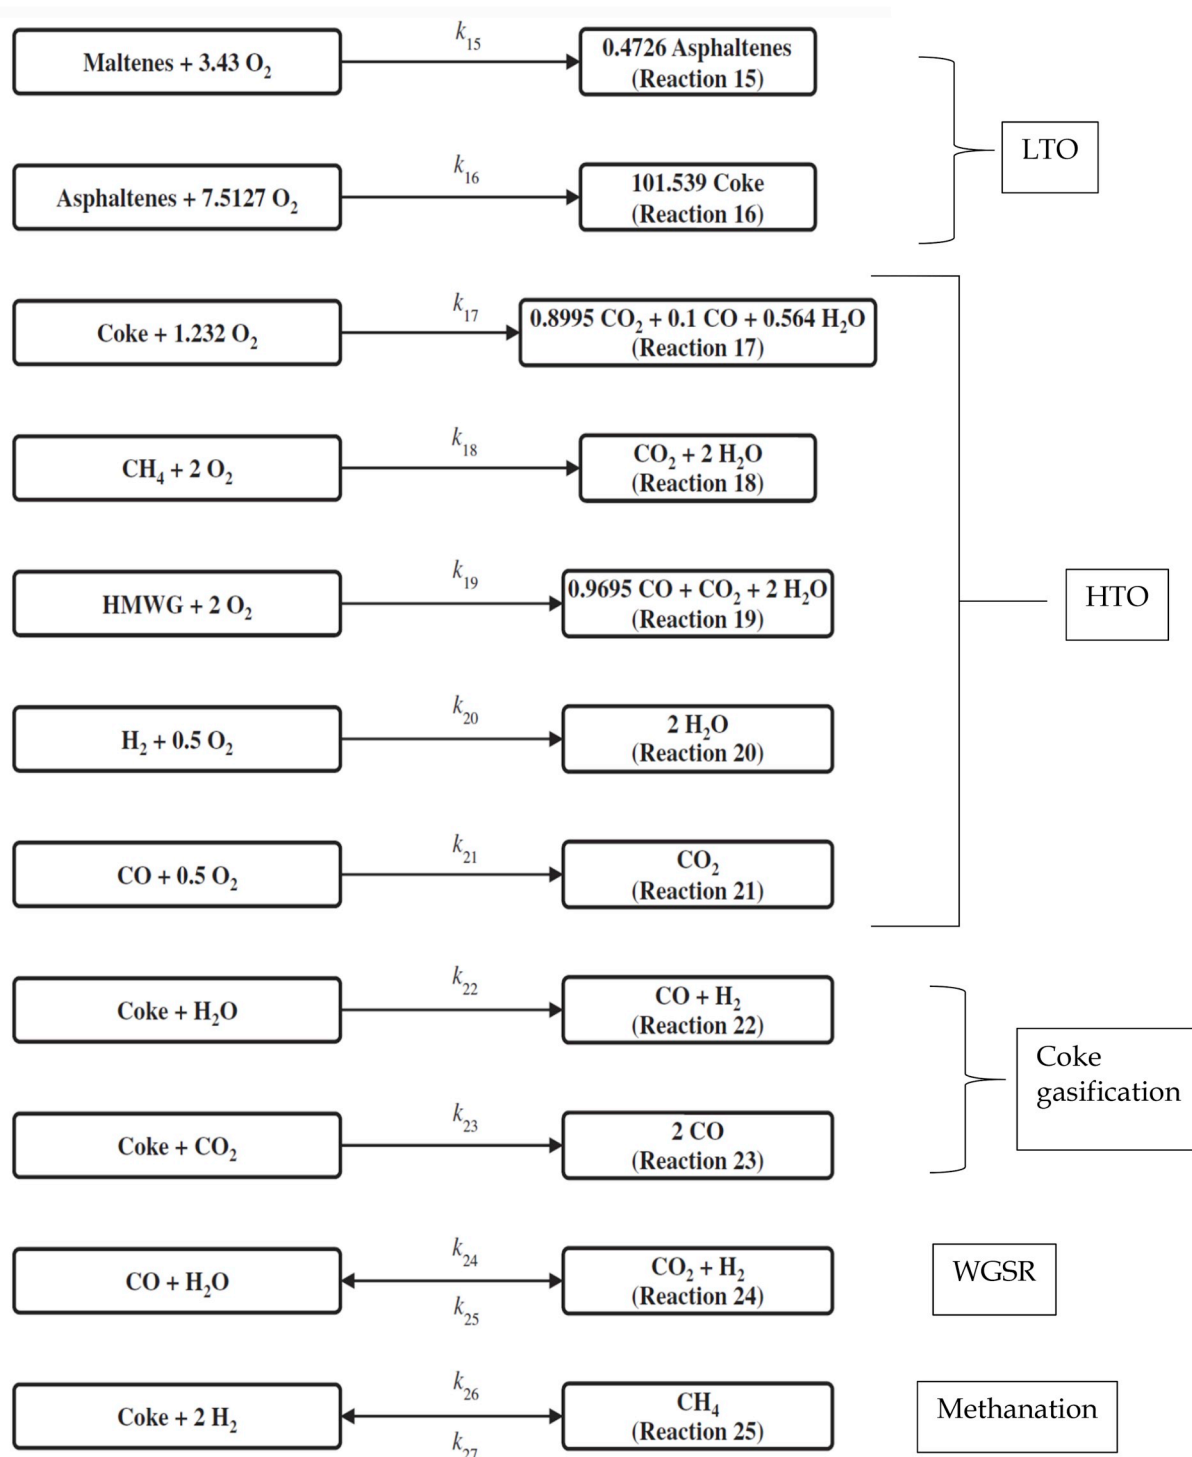 k₁₅
Maltenes + 3.43 O₂
0.4726 Asphaltenes
(Reaction 15)
LTO
k₁₆
Asphaltenes + 7.5127 O₂
101.539 Coke
(Reaction 16)
k₁₇
Coke + 1.232 O₂
0.8995 CO₂ + 0.1 CO + 0.564 H₂O
(Reaction 17)
k₁₈
CH₄ + 2 O₂
CO₂ + 2 H₂O
(Reaction 18)
k₁₉
HMWG + 2 O₂
0.9695 CO + CO₂ + 2 H₂O
(Reaction 19)
HTO
k₂₀
H₂ + 0.5 O₂
2 H₂O
(Reaction 20)
k₂₁
CO + 0.5 O₂
CO₂
(Reaction 21)
k₂₂
Coke + H₂O
CO + H₂
(Reaction 22)
Coke
gasification
k₂₃
Coke + CO₂
2 CO
(Reaction 23)
k₂₄
CO + H₂O
CO₂ + H₂
(Reaction 24)
k₂₅
WGSR
k₂₆
Coke + 2 H₂
CH₄
(Reaction 25)
k₂₇
Methanation